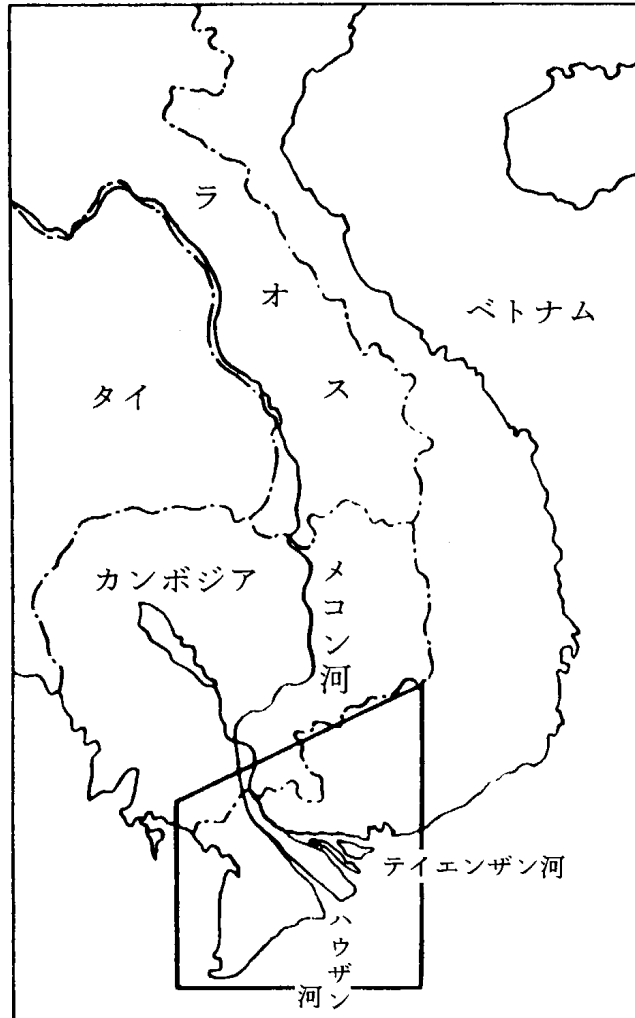 ラオス
ベトナム
タイ
カンボジア
メコン河
テイエンザン河
ハウザン河